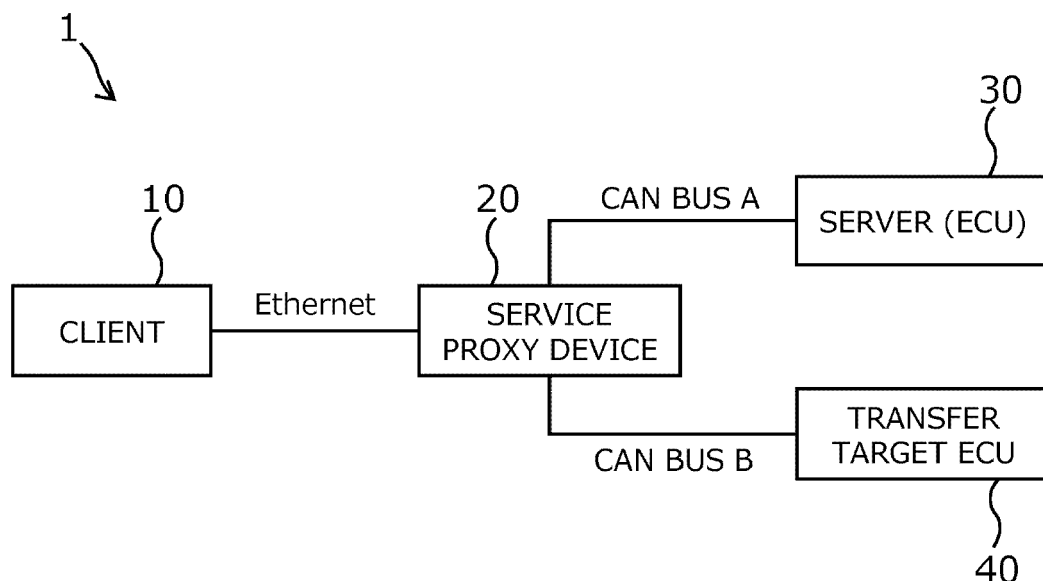 1
30
CAN BUS A
SERVER (ECU)
10
20
Ethernet
CLIENT
SERVICE
PROXY DEVICE
TRANSFER
TARGET ECU
CAN BUS B
40